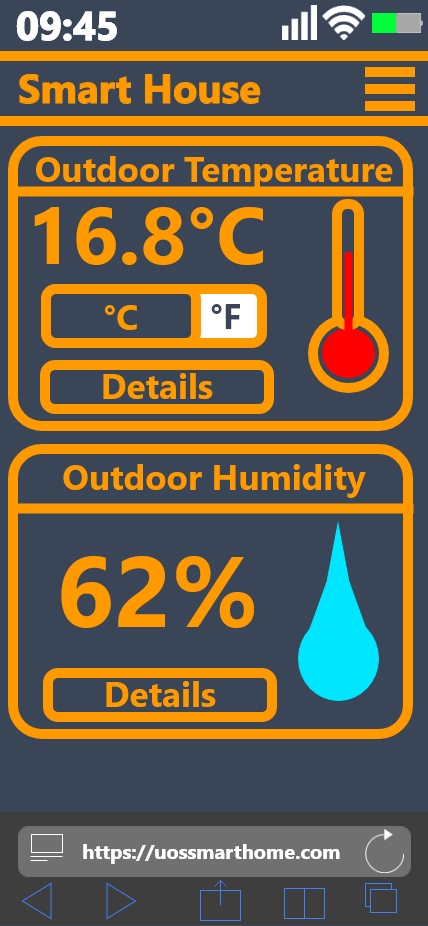 09:45
Smart House
Outdoor Temperature
16.8°C
°C °F
Details
Outdoor Humidity
62%
Details
https://uossmarthome.com